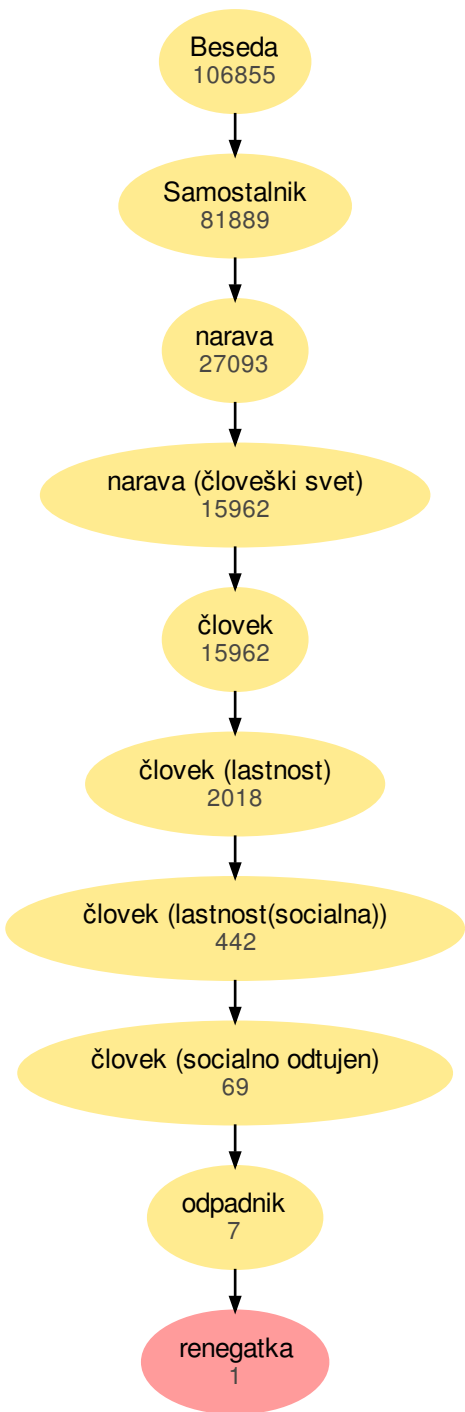 Beseda
106855
Samostalnik
81889
narava
27093
narava (človeški svet)
15962
človek
15962
človek (lastnost)
2018
človek (lastnost(socialna))
442
človek (socialno odtujen)
69
odpadnik
7
renegatka
1